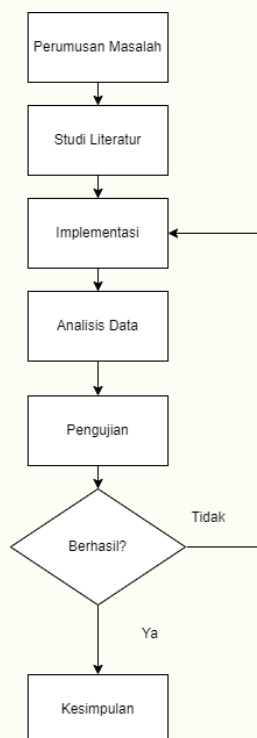 Perumusan Masalah
Studi Literatur
Implementasi
Analisis Data
Pengujian
Berhasil?
Tidak
Ya
Kesimpulan